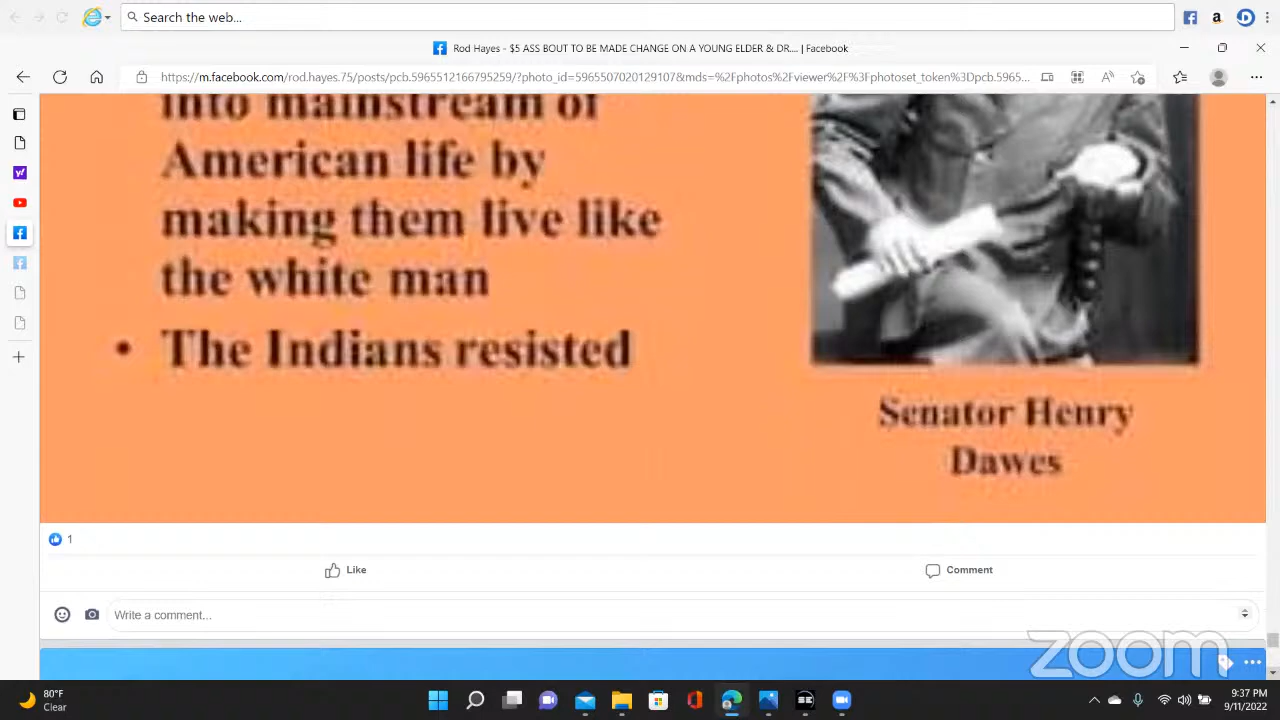 Search the web...
Rod Hayes - $5 ASS BOUT TO BE MADE CHANGE ON A YOUNG ELDER & DR.... | Facebook
https://m.facebook.com/rod.hayes.75/posts/pcb.5965512166795259/?photo_id=5965507020129107&mds=%2Fphotos%2Fviewer%2F%3Fphotoset_token%3Dpcb.5965...
into mainstream of
American life by
making them live like
the white man
• The Indians resisted
Senator Henry
Dawes
1
Like
Comment
Write a comment...
zoom
80°F
Clear
9:37 PM
9/11/2022